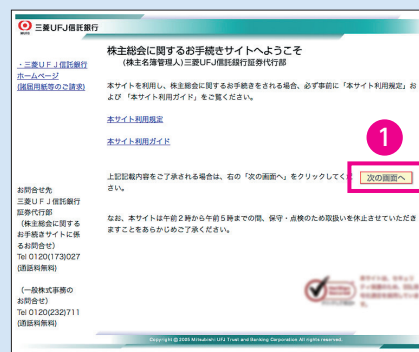 三菱UFJ信託銀行
MUFG
・三菱UFJ信託銀行
ホームページ
(諸届用紙等のご請求)
お問合せ先
三菱UFJ信託銀行
証券代行部
(株主総会に関する
お手続きサイトに係
るお問合せ)
Tel 0120(173)027
(通話料無料)
(一般株式事務の
お問合せ)
Tel 0120(232)711
(通話料無料)
株主総会に関するお手続きサイトへようこそ
(株主名簿管理人)三菱UFJ信託銀行証券代行部
本サイトを利用し、株主総会に関するお手続きをされる場合、必ず事前に「本サイト利用規定」お
よび 「本サイト利用ガイド」をご覧ください。
本サイト利用規定
本サイト利用ガイド
1
上記記載内容をご了承される場合は、右の「次の画面へ」をクリックしてくだ
さい。
次の画面へ
なお、本サイトは午前2時から午前5時までの間、保守・点検のため取扱いを休止させていただき
ますことをあらかじめご了承ください。
Copyright @ 2005 Mitsubishi UFJ Trust and Banking Corporation All rights reserved.